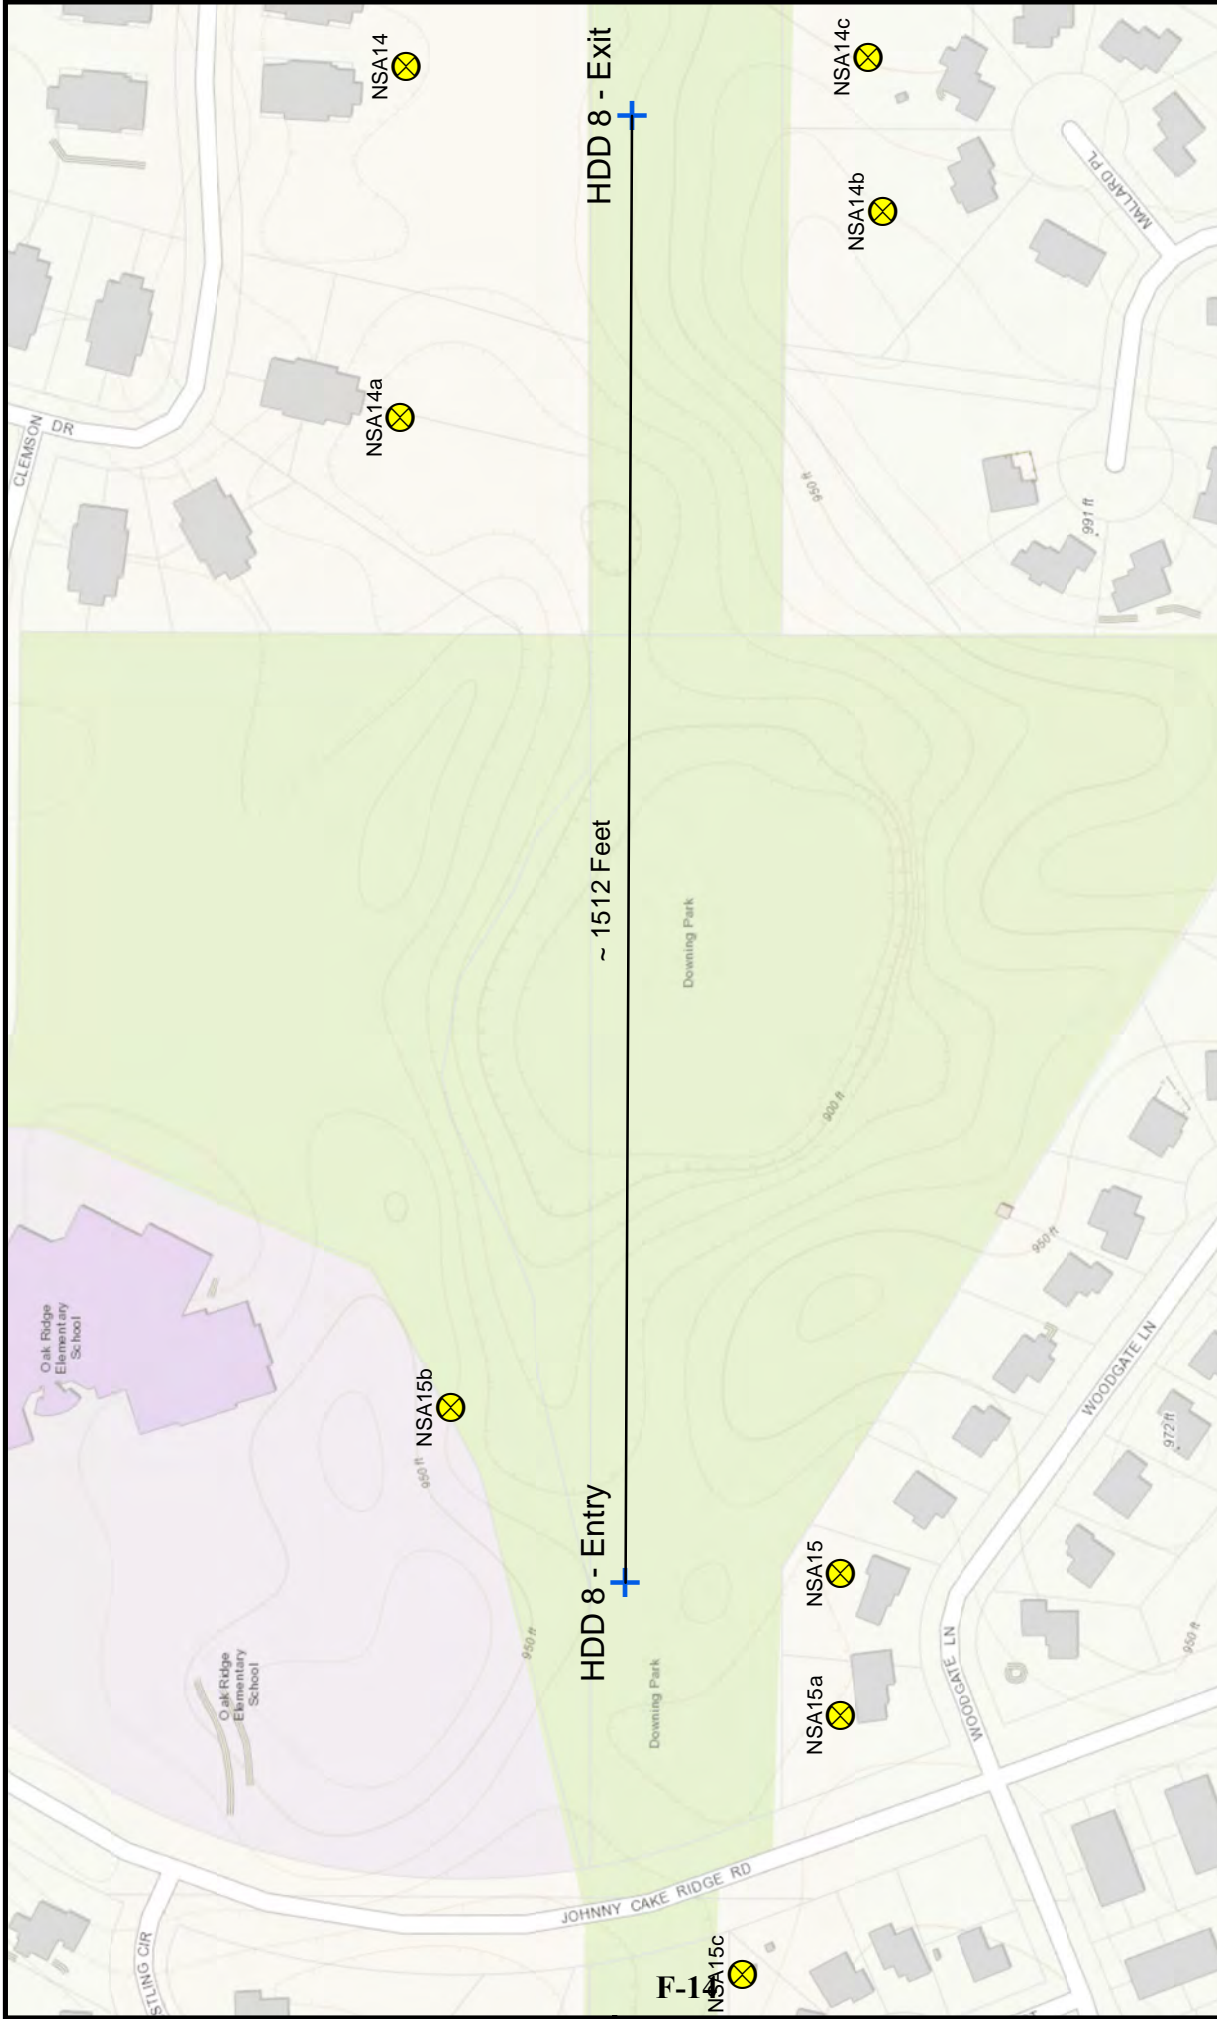 NSA14
HDD 8 - Exit
NSA14c
NSA14b
MALLARD PL
NSA14a
CLEMSON DR
950 ft
991 ft
~ 1512 Feet
Downing Park
900 ft
950 ft
Oak Ridge
Elementary
School
NSA15b
950 ft
HDD 8 - Entry
950 ft
NSA15
WOODGATE LN
972 ft
Oak Ridge
Elementary
School
Downing Park
NSA15a
WOODGATE LN
950 ft
JOHNNY CAKE RIDGE RD
STLING CIR
NSA15c
F-14